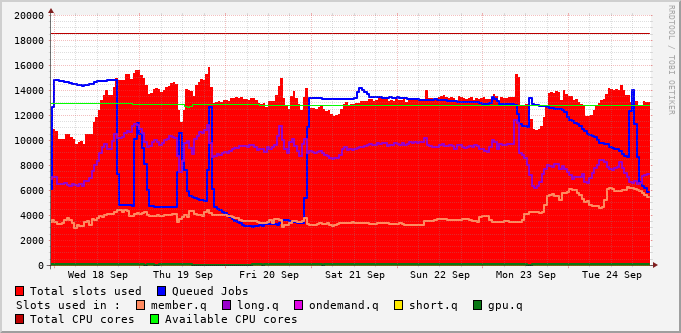 20000
18000
16000
14000
12000
10000
8000
6000
4000
2000
0
Wed 18 Sep Thu 19 Sep Fri 20 Sep Sat 21 Sep Sun 22 Sep Mon 23 Sep Tue 24 Sep
Total slots used Queued Jobs
Slots used in : member.q long.q ondemand.q short.q gpu.q
Total CPU cores Available CPU cores
RRDTOOL / TOBI OETIKER